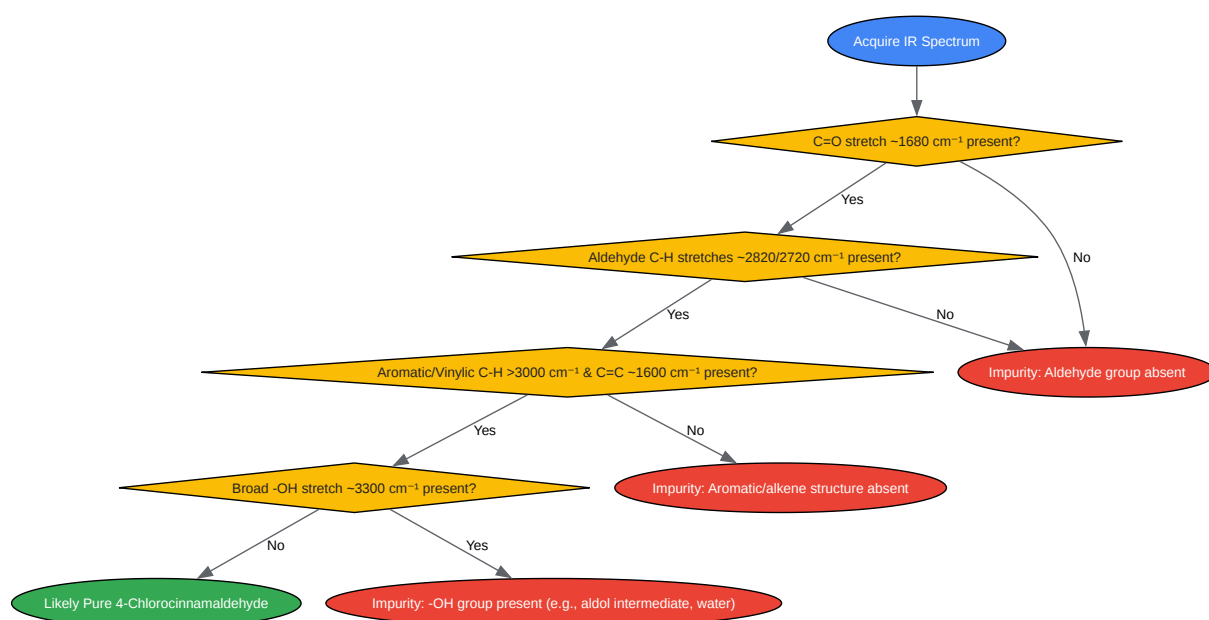 Acquire IR Spectrum
C=O stretch ~1680 cm⁻¹ present?
Yes
No
Aldehyde C-H stretches ~2820/2720 cm⁻¹ present?
Yes
No
Aromatic/Vinylic C-H >3000 cm⁻¹ & C=C ~1600 cm⁻¹ present?
Impurity: Aldehyde group absent
Yes
No
Broad -OH stretch ~3300 cm⁻¹ present?
Impurity: Aromatic/alkene structure absent
No
Yes
Likely Pure 4-Chlorocinnamaldehyde
Impurity: -OH group present (e.g., aldol intermediate, water)